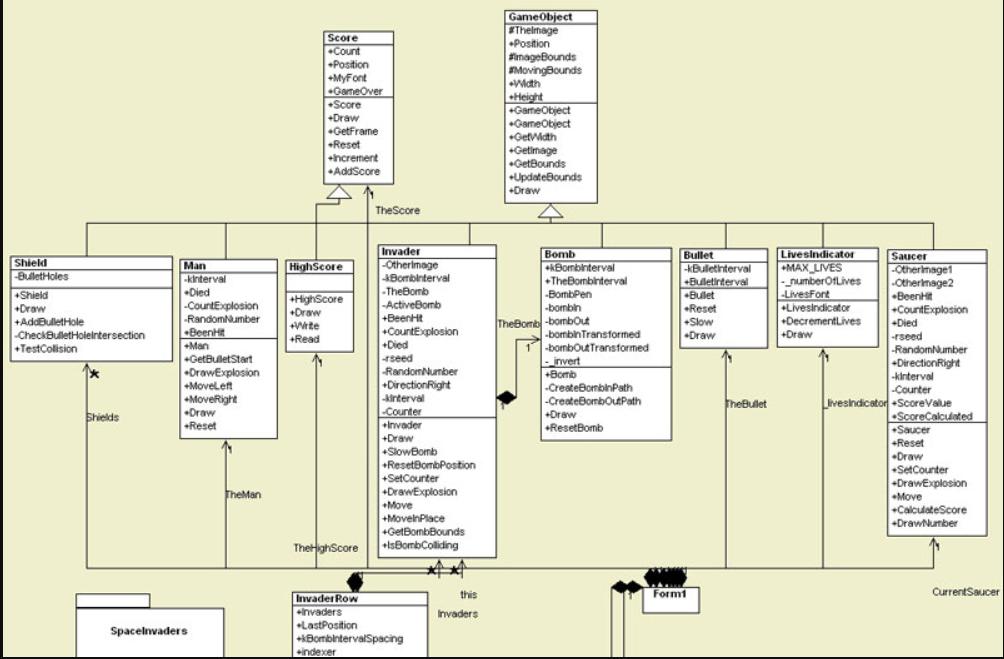 GameObject
#TheImage
+Position
#ImageBounds
#MovingBounds
+Width
+Height
+GameObject
+GameObject
+GetWidth
+GetImage
+GetBounds
+UpdateBounds
+Draw
Score
+Count
+Position
+MyFont
+GameOver
+Score
+Draw
+GetFrame
+Reset
+Increment
+AddScore
1
TheScore
Shield
-BulletHoles
+Shield
+Draw
+AddBulletHole
-CheckBulletHoleIntersection
+TestCollision
*
Shields
Man
-kInterval
+Died
-CountExplosion
-RandomNumber
+BeenHit
+Man
+GetBulletStart
+DrawExplosion
+MoveLeft
+MoveRight
+Draw
+Reset
1
TheMan
HighScore
+HighScore
+Draw
+Write
+Read
1
TheHighScore
Invader
-OtherImage
-kBombInterval
-TheBomb
-ActiveBomb
+BeenHit
+CountExplosion
+Died
-rseed
-RandomNumber
+DirectionRight
-kInterval
-Counter
+Invader
+Draw
+SlowBomb
+ResetBombPosition
+SetCounter
+DrawExplosion
+Move
+MoveInPlace
+GetBombBounds
+IsBombColliding
TheBomb
1
Bomb
+kBombInterval
+TheBombInterval
-BombPen
-bombIn
-bombOut
-bombInTransformed
-bombOutTransformed
-_invert
+Bomb
-CreateBombInPath
-CreateBombOutPath
+Draw
+ResetBomb
Bullet
-kBulletInterval
+BulletInterval
+Bullet
+Reset
+Slow
+Draw
1
TheBullet
LivesIndicator
+MAX_LIVES
-_numberOfLives
-LivesFont
+LivesIndicator
+DecrementLives
+Draw
1
_livesIndicator
Saucer
-OtherImage1
-OtherImage2
+BeenHit
+CountExplosion
+Died
-rseed
-RandomNumber
+DirectionRight
-kInterval
-Counter
+ScoreValue
+ScoreCalculated
+Saucer
+Reset
+Draw
+SetCounter
+DrawExplosion
+Move
+CalculateScore
+DrawNumber
1
CurrentSaucer
* *
this
Invaders
SpaceInvaders
InvaderRow
+Invaders
+LastPosition
+kBombIntervalSpacing
+indexer
Form1